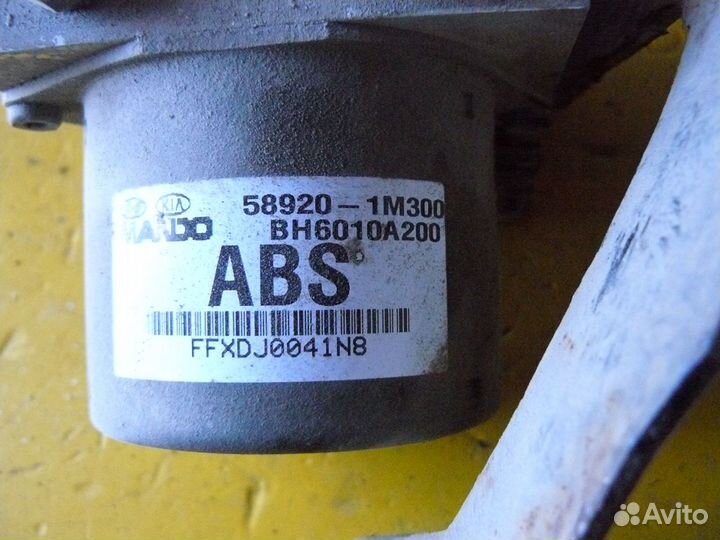 KIA 58920-1M300
MANDO BH6010A200
ABS
FFXDJ0041N8
Avito